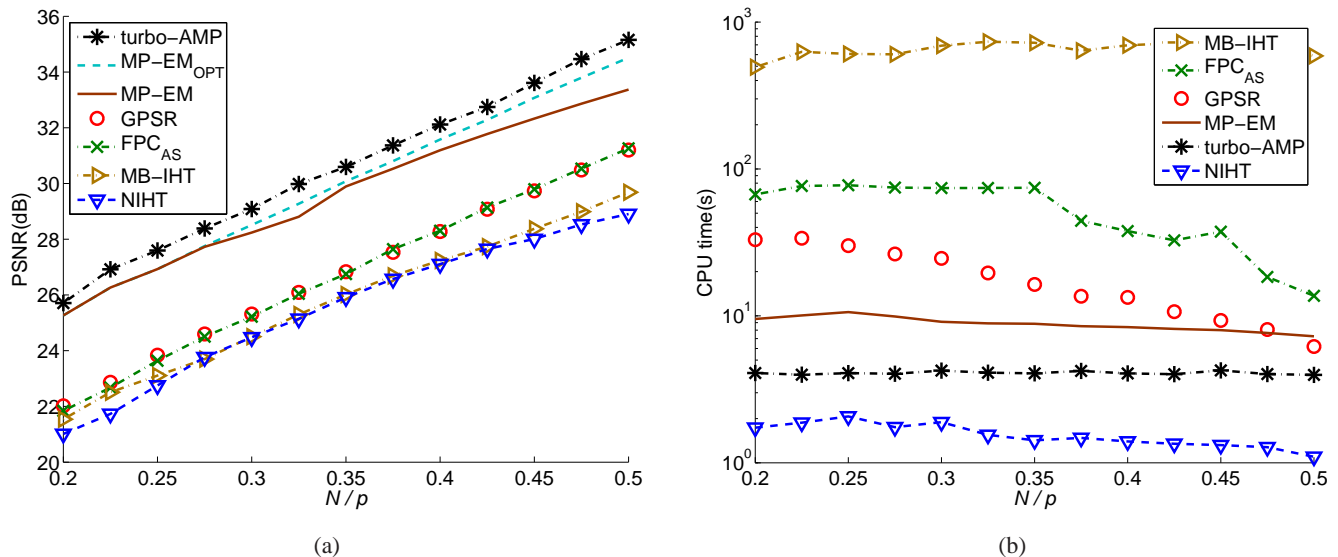 36
34
32
30
28
26
24
22
20
PSNR(dB)
turbo-AMP
MP-EM_OPT
MP-EM
GPSR
FPC_AS
MB-IHT
NIHT
0.2 0.25 0.3 0.35 0.4 0.45 0.5
N / p
(a)
10^3
10^2
10^1
10^0
CPU time(s)
MB-IHT
FPC_AS
GPSR
MP-EM
turbo-AMP
NIHT
0.2 0.25 0.3 0.35 0.4 0.45 0.5
N / p
(b)